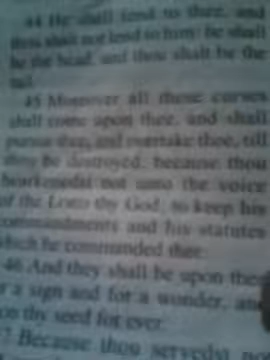 44 He shall lend to thee, and
thou shalt not lend to him: he shall
be the head, and thou shalt be the
tail.
45 Moreover all these curses
shall come upon thee, and shall
pursue thee, and overtake thee, till
thou be destroyed; because thou
hearkenedst not unto the voice
of the LORD thy God, to keep his
commandments and his statutes
which he commanded thee:
46 And they shall be upon thee
for a sign and for a wonder, and
on thy seed for ever.
47 Because thou servedst not